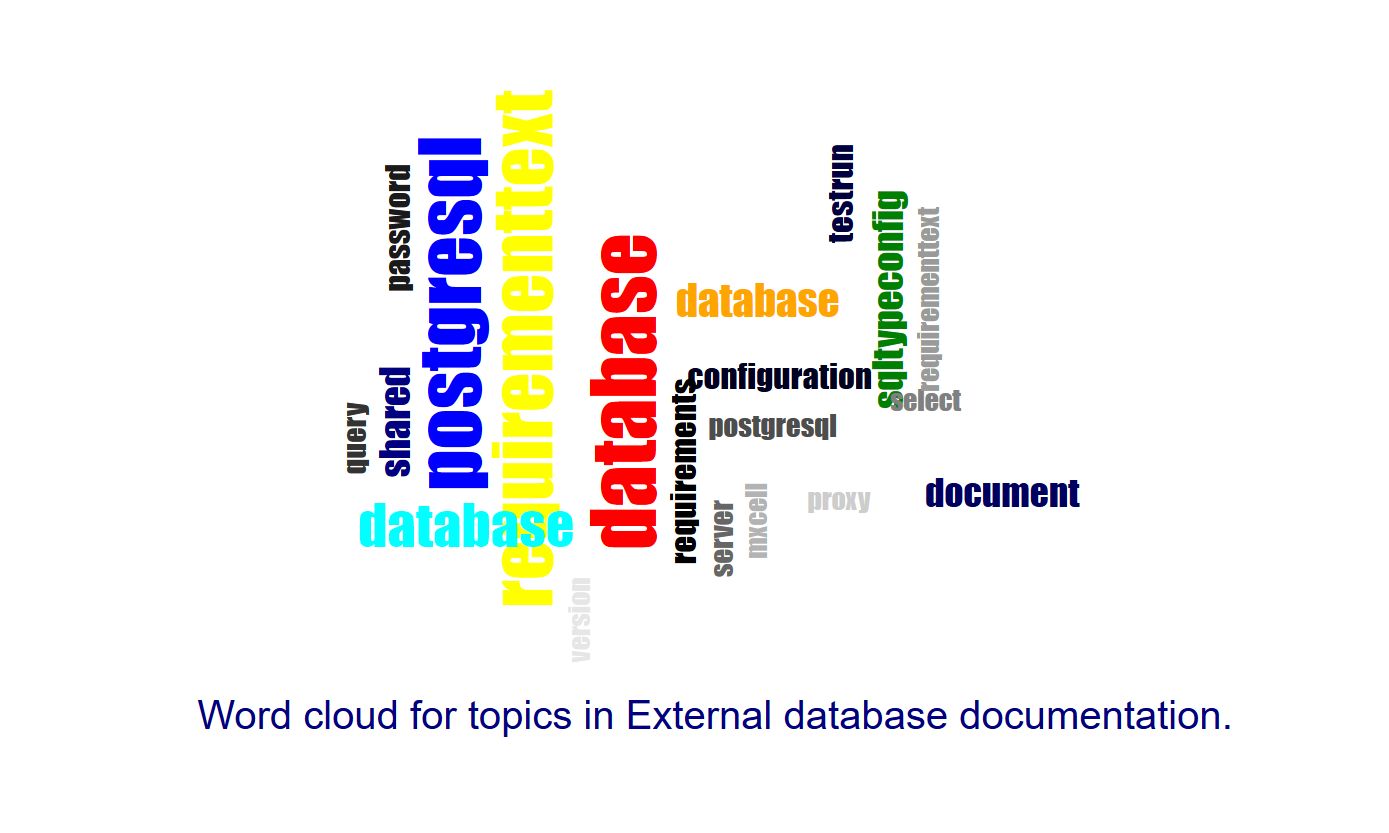 password
postgresql
requirementtext
query
shared
database
database
database
testrun
sqltypeconfig
requirementtext
configuration
select
requirements
postgresql
server
mxcell
proxy
document
version
Word cloud for topics in External database documentation.